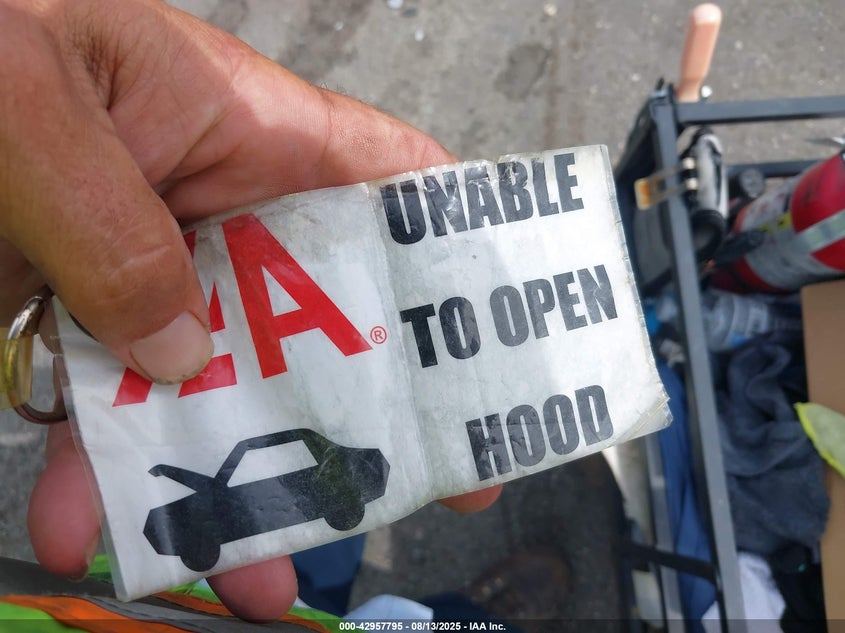 IAA®
UNABLE
TO OPEN
HOOD
000-42957795 - 08/13/2025 - IAA Inc.